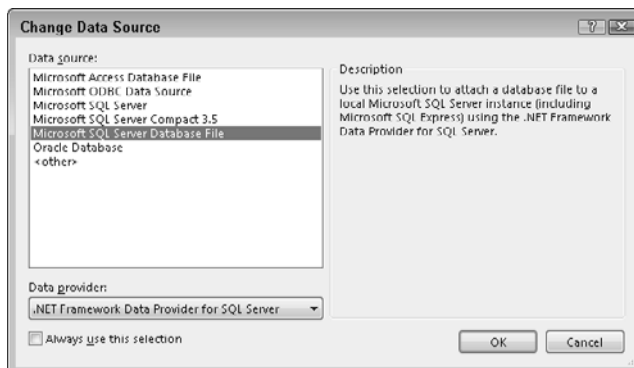 Change Data Source
Data source:
Microsoft Access Database File
Microsoft ODBC Data Source
Microsoft SQL Server
Microsoft SQL Server Compact 3.5
Microsoft SQL Server Database File
Oracle Database
<other>
Description
Use this selection to attach a database file to a
local Microsoft SQL Server instance (including
Microsoft SQL Express) using the .NET Framework
Data Provider for SQL Server.
Data provider:
.NET Framework Data Provider for SQL Server
Always use this selection
OK
Cancel